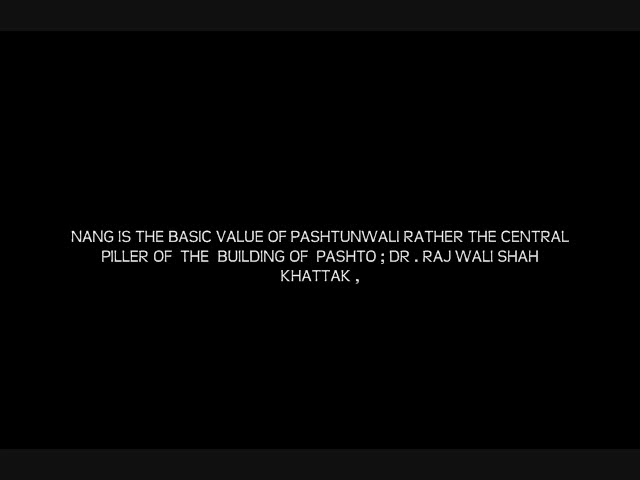 NANG IS THE BASIC VALUE OF PASHTUNWALI RATHER THE CENTRAL
PILLER OF THE BUILDING OF PASHTO ; DR . RAJ WALI SHAH
KHATTAK ,